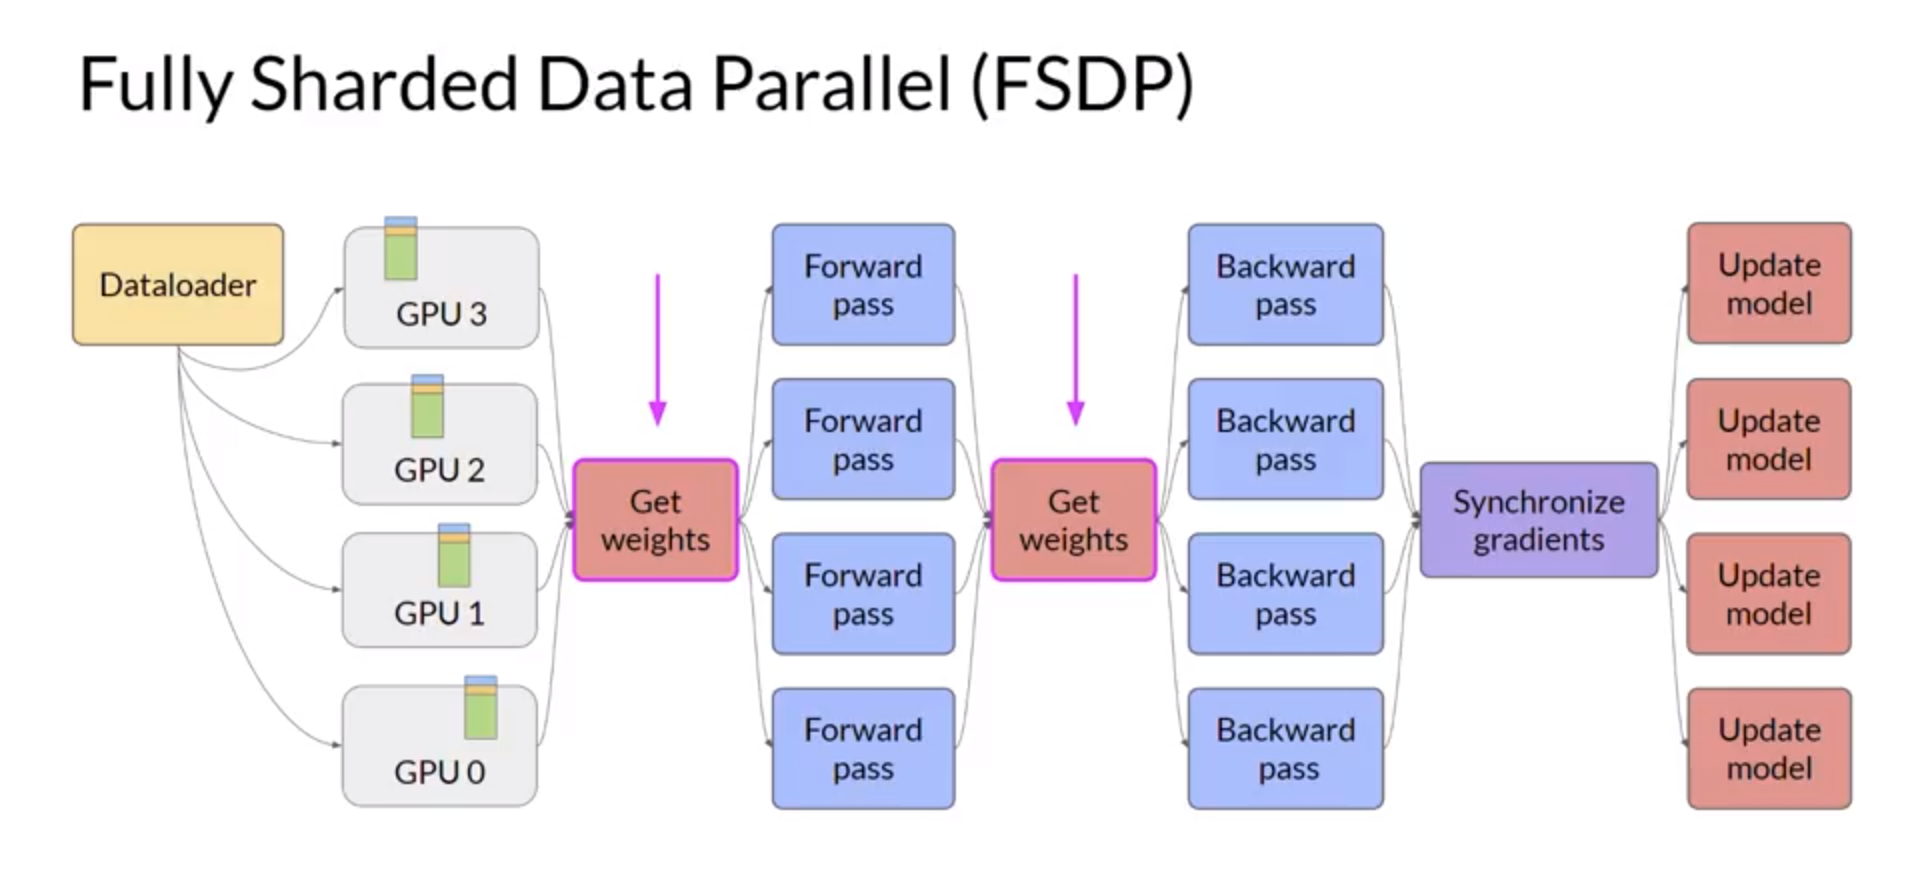 Fully Sharded Data Parallel (FSDP)
Dataloader
GPU 3
GPU 2
GPU 1
GPU 0
Get
weights
Forward
pass
Forward
pass
Forward
pass
Forward
pass
Get
weights
Backward
pass
Backward
pass
Backward
pass
Backward
pass
Synchronize
gradients
Update
model
Update
model
Update
model
Update
model